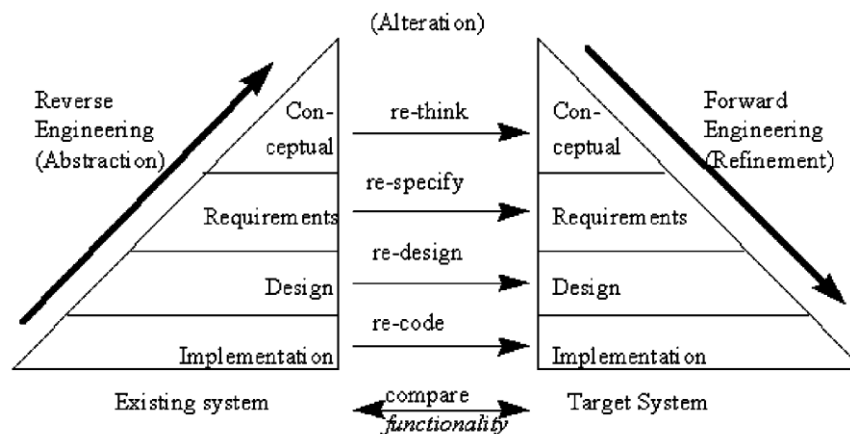 (Alteration)
Reverse
Engineering
(Abstraction)
Con-
ceptual
re-think
Con-
ceptual
Forward
Engineering
(Refinement)
Requirements
re-specify
Requirements
Design
re-design
Design
Implementation
re-code
Implementation
Existing system
compare
functionality
Target System